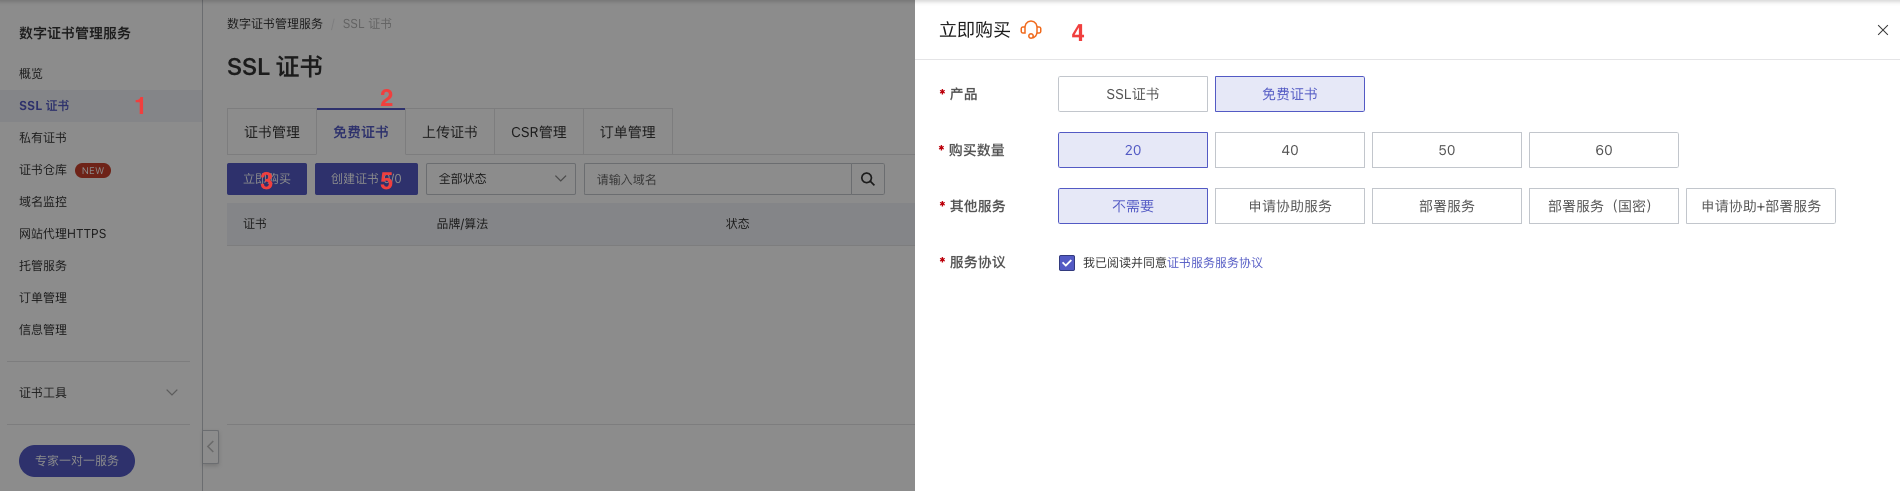 数字证书管理服务
概览
SSL 证书
1
私有证书
证书仓库 NEW
域名监控
网站代理HTTPS
托管服务
订单管理
信息管理
证书工具
专家一对一服务
数字证书管理服务 / SSL 证书
SSL 证书
2
证书管理 免费证书 上传证书 CSR管理 订单管理
立即购买 创建证书 /0 全部状态 请输入域名
3 5
证书 品牌/算法 状态
立即购买 4
* 产品 SSL证书 免费证书
* 购买数量 20 40 50 60
* 其他服务 不需要 申请协助服务 部署服务 部署服务（国密） 申请协助+部署服务
* 服务协议 我已阅读并同意证书服务服务协议